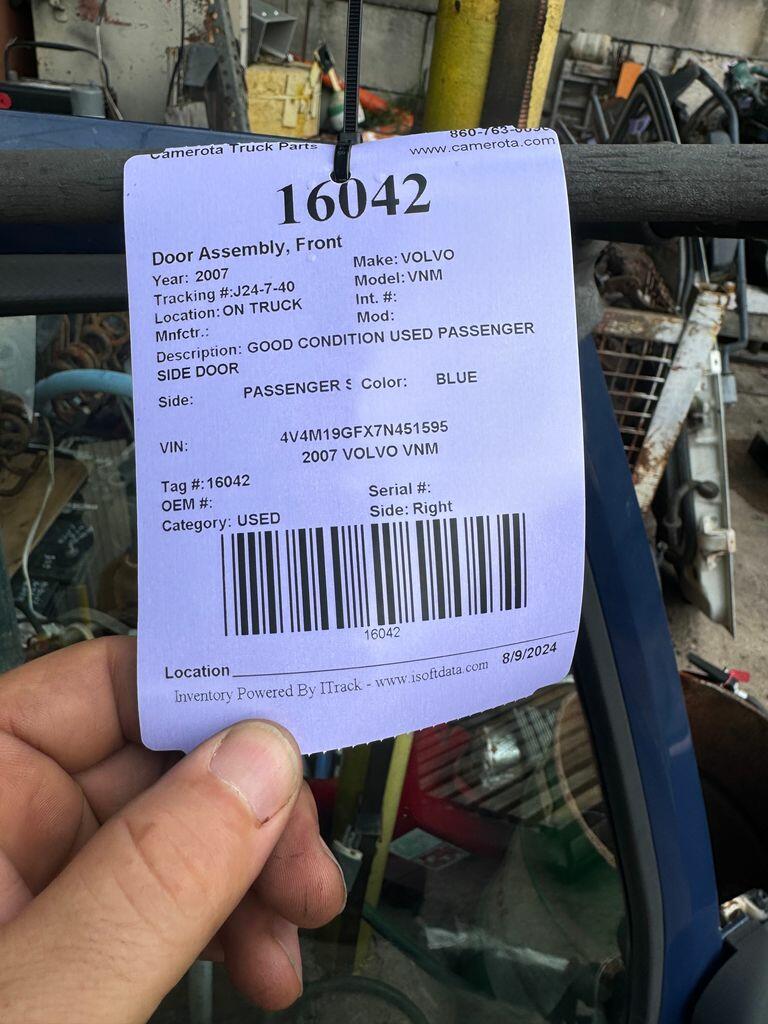 Camerota Truck Parts
860-763-
www.camerota.com
16042
Door Assembly, Front
Year: 2007
Make: VOLVO
Tracking #:J24-7-40
Model: VNM
Location: ON TRUCK
Int. #:
Mnfctr.:
Mod:
Description: GOOD CONDITION USED PASSENGER
SIDE DOOR
Side: PASSENGER S Color: BLUE
VIN: 4V4M19GFX7N451595
2007 VOLVO VNM
Tag #:16042
OEM #:
Serial #:
Category: USED
Side: Right
16042
Location
8/9/2024
Inventory Powered By ITrack - www.isoftdata.com